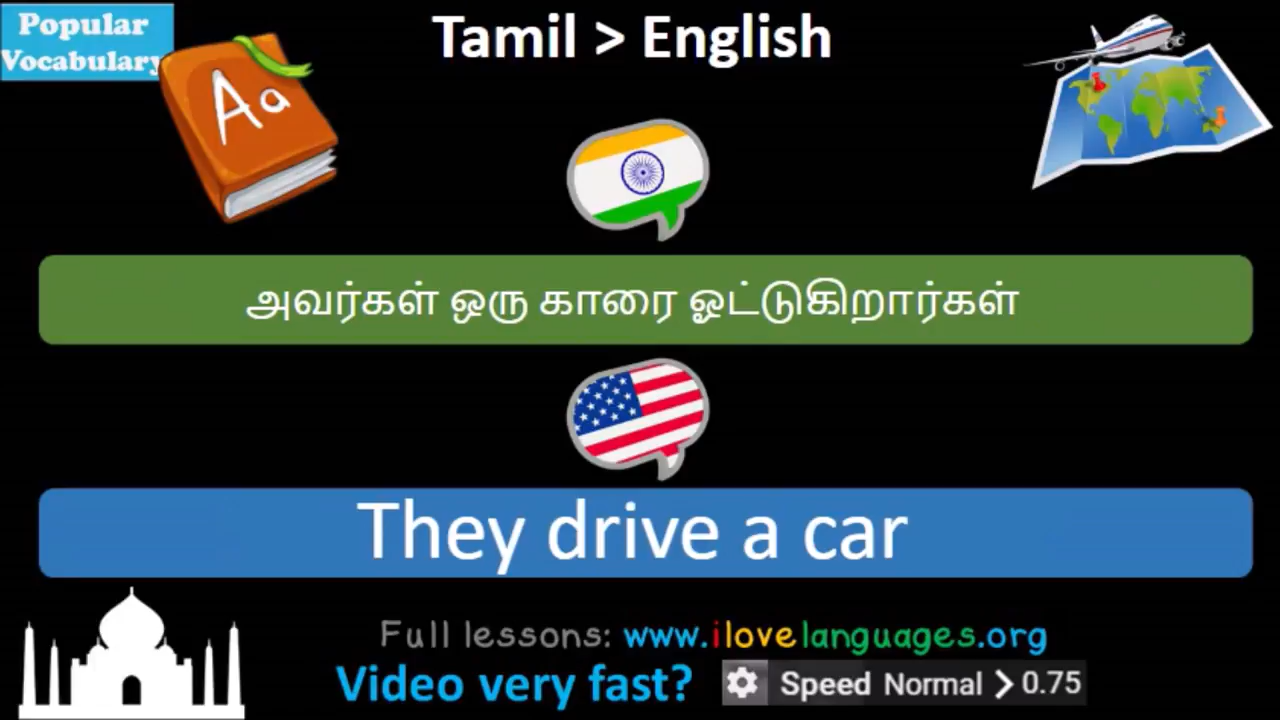 Popular
Vocabulary
Aa
Tamil > English
அவர்கள் ஒரு காரை ஓட்டுகிறார்கள்
They drive a car
Full lessons: www.ilovelanguages.org
Video very fast? Speed Normal > 0.75